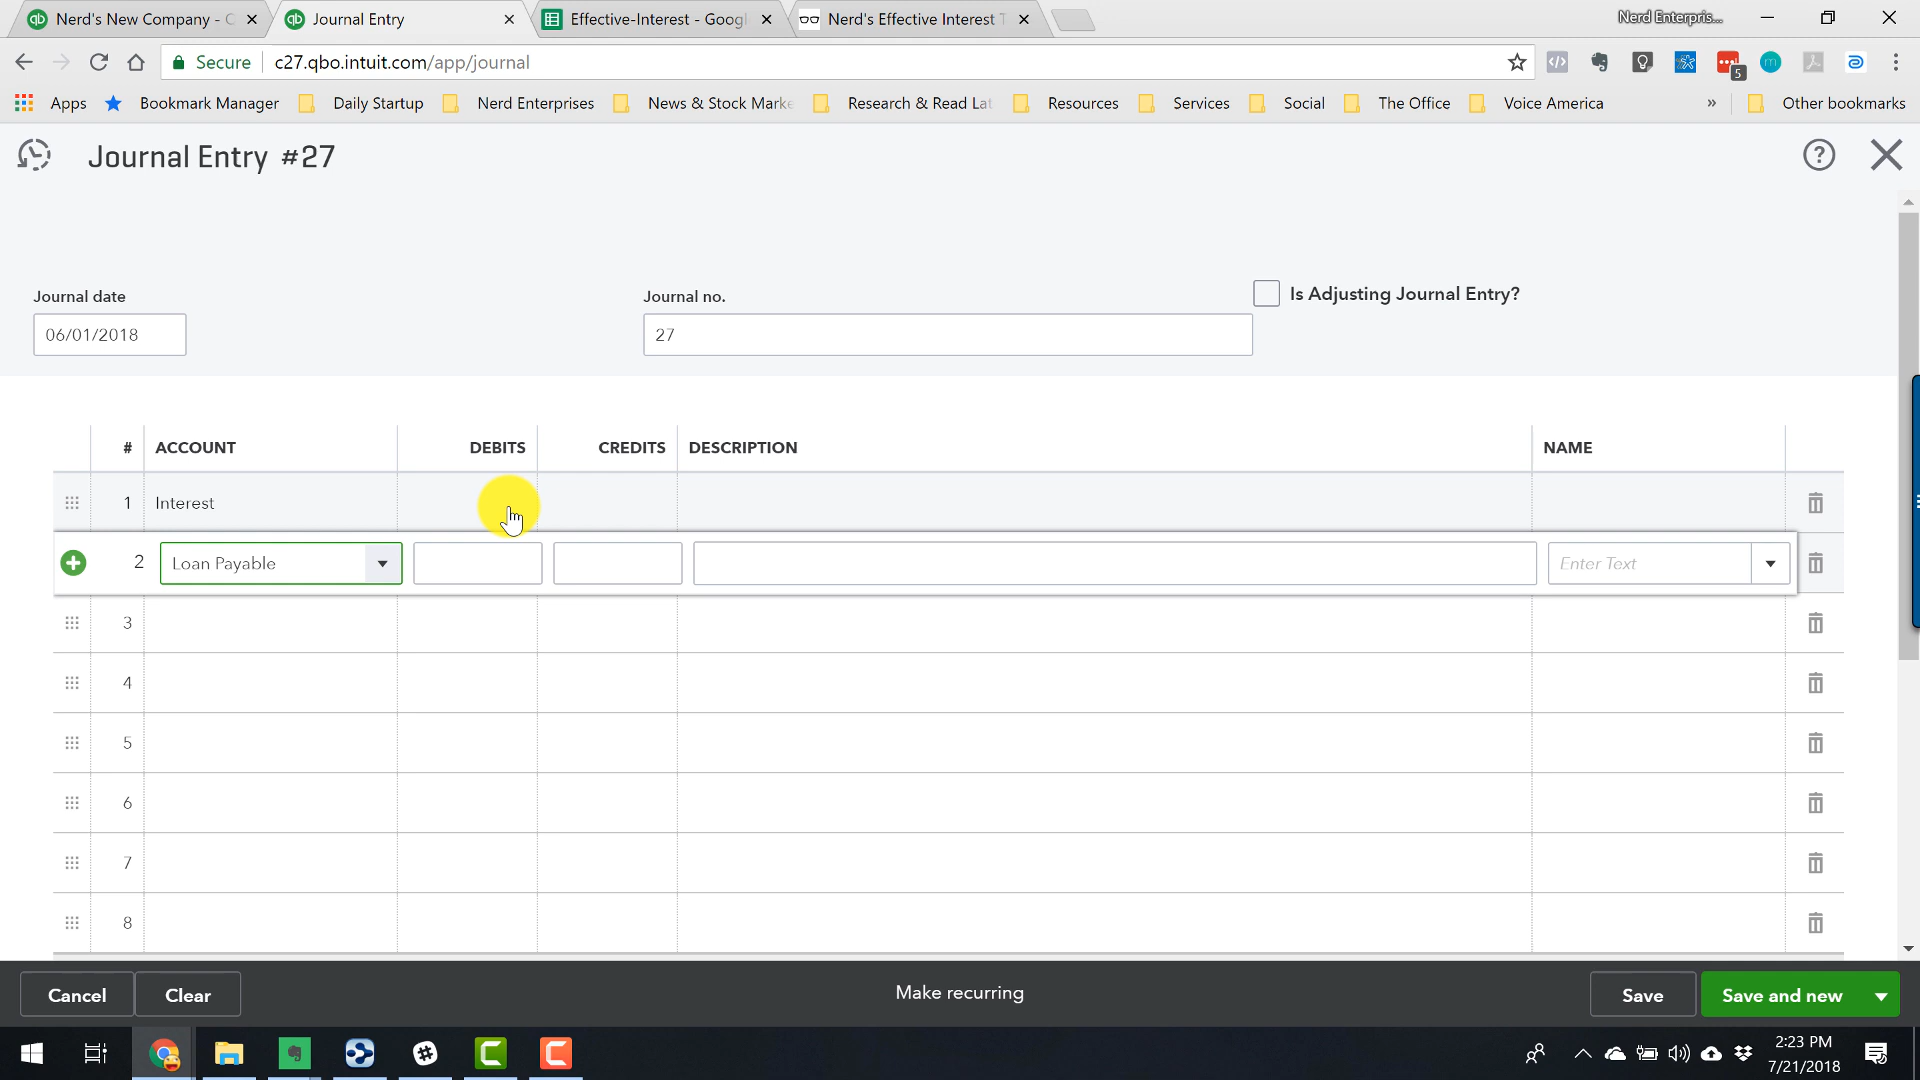 Nerd's New Company - C
Journal Entry
Effective-Interest - Googl
Nerd's Effective Interest T
Nerd Enterpris...
Secure
c27.qbo.intuit.com/app/journal
5
Apps
Bookmark Manager
Daily Startup
Nerd Enterprises
News & Stock Marke
Research & Read Lat
Resources
Services
Social
The Office
Voice America
»
Other bookmarks
Journal Entry #27
Journal date
Journal no.
Is Adjusting Journal Entry?
06/01/2018
27
# ACCOUNT DEBITS CREDITS DESCRIPTION NAME
1 Interest
2 Loan Payable Enter Text
3
4
5
6
7
8
Cancel
Clear
Make recurring
Save
Save and new
2:23 PM
7/21/2018